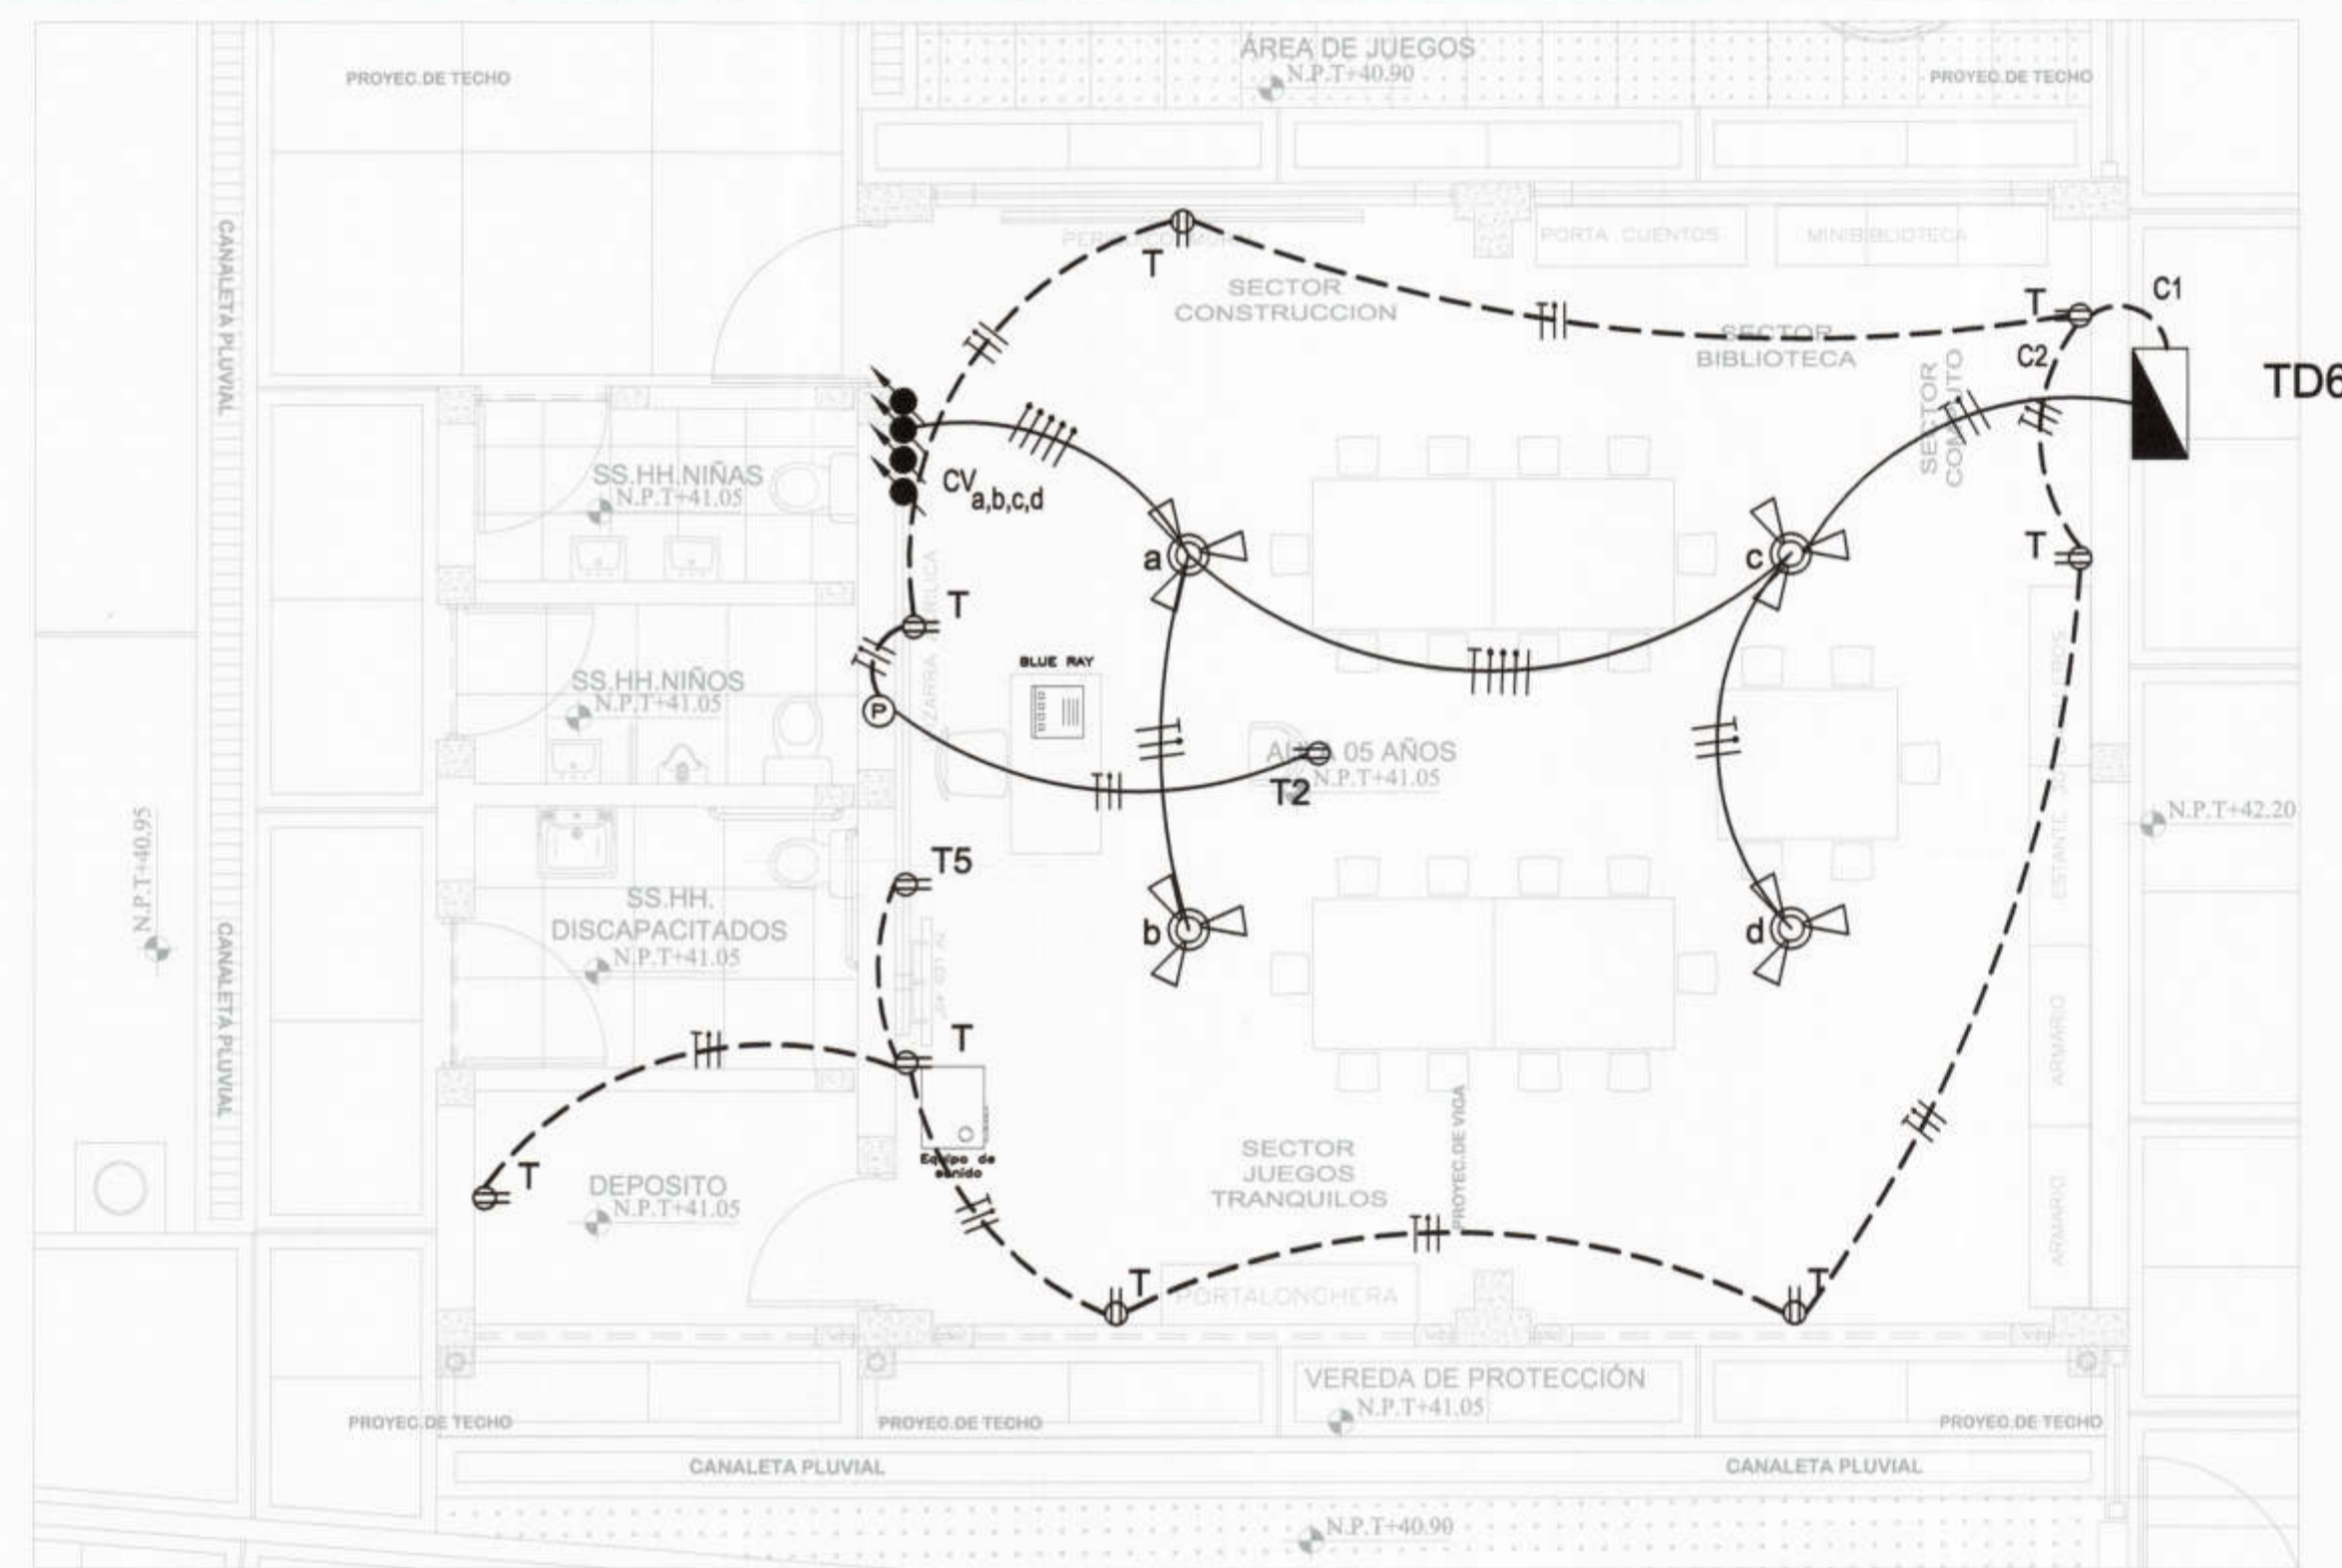 ÁREA DE JUEGOS
N.P.T+40.90
PROYEC.DE TECHO
PROYEC.DE TECHO
CANALETA PLUVIAL
PORTA CUENTOS
MINIBIBLIOTECA
T
SECTOR
CONSTRUCCION
T
C1
SECTOR
BIBLIOTECA
C2
SECTOR
COMPUTO
TD6
SS.HH.NIÑAS
N.P.T+41.05
CV a,b,c,d
a
c
T
T
BLUE RAY
SS.HH.NIÑOS
N.P.T+41.05
P
AULA 05 AÑOS
N.P.T+41.05
T2
N.P.T+42.20
N.P.T+40.95
T5
SS.HH.
DISCAPACITADOS
N.P.T+41.05
b
d
CANALETA PLUVIAL
T
ARMARIO
PROYEC.DE VIGA
Equipo de
sonido
SECTOR
JUEGOS
TRANQUILOS
T
DEPOSITO
N.P.T+41.05
ARMARIO
T
T
PORTALONCHERA
VEREDA DE PROTECCIÓN
N.P.T+41.05
PROYEC.DE TECHO
PROYEC.DE TECHO
PROYEC.DE TECHO
CANALETA PLUVIAL
CANALETA PLUVIAL
N.P.T+40.90